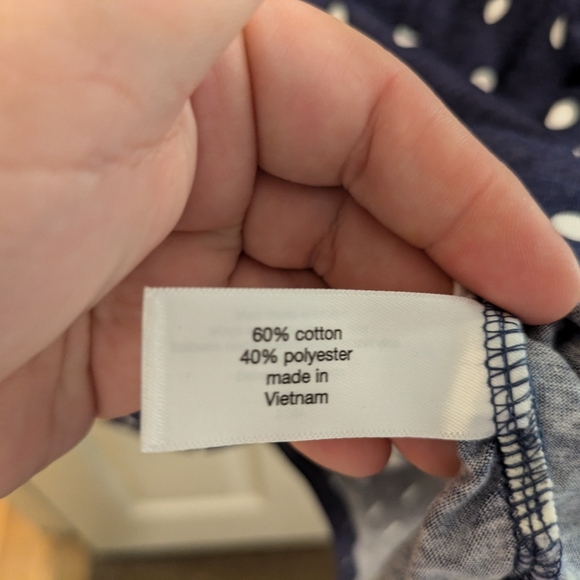 60% cotton
40% polyester
made in
Vietnam